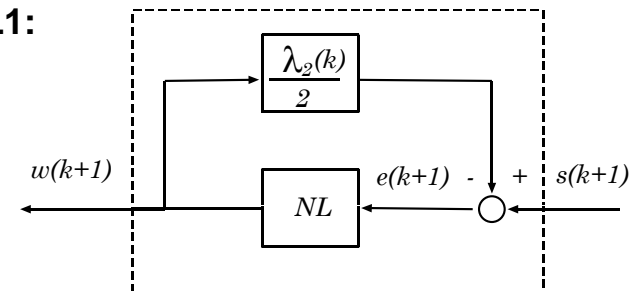 .1:
λ₂(k)
2
w(k+1)
NL
e(k+1) - + s(k+1)